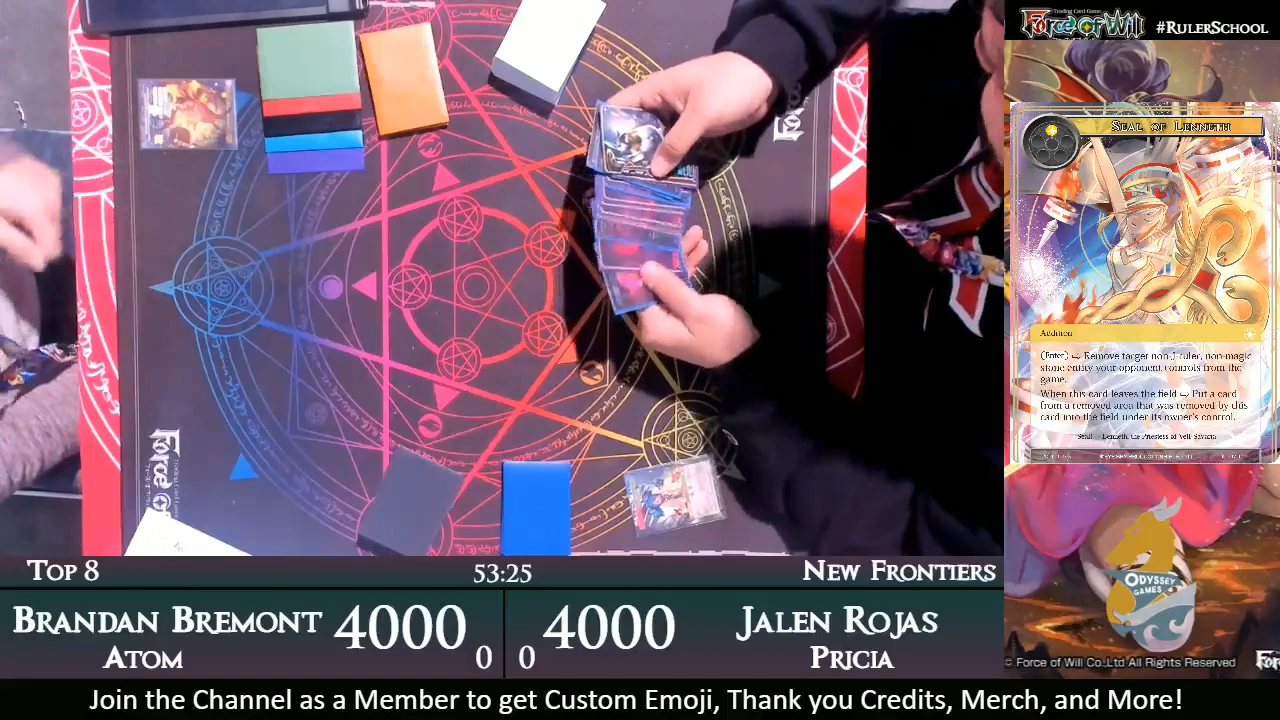 Trading Card Game
Force of Will
#RulerSchool
Seal of Lenneth
Addition
(Enter) ↪ Remove target non-J-ruler, non-magic
stone entity your opponent controls from the
game.
When this card leaves the field ↪ Put a card
from a removed area that was removed by this
card into the field under its owner's control.
Odyssey
Games
© Force of Will Co.,Ltd All Rights Reserved
Top 8
53:25
New Frontiers
Brandan Bremont
4000
0
Atom
0
4000
Jalen Rojas
Pricia
Join the Channel as a Member to get Custom Emoji, Thank you Credits, Merch, and More!